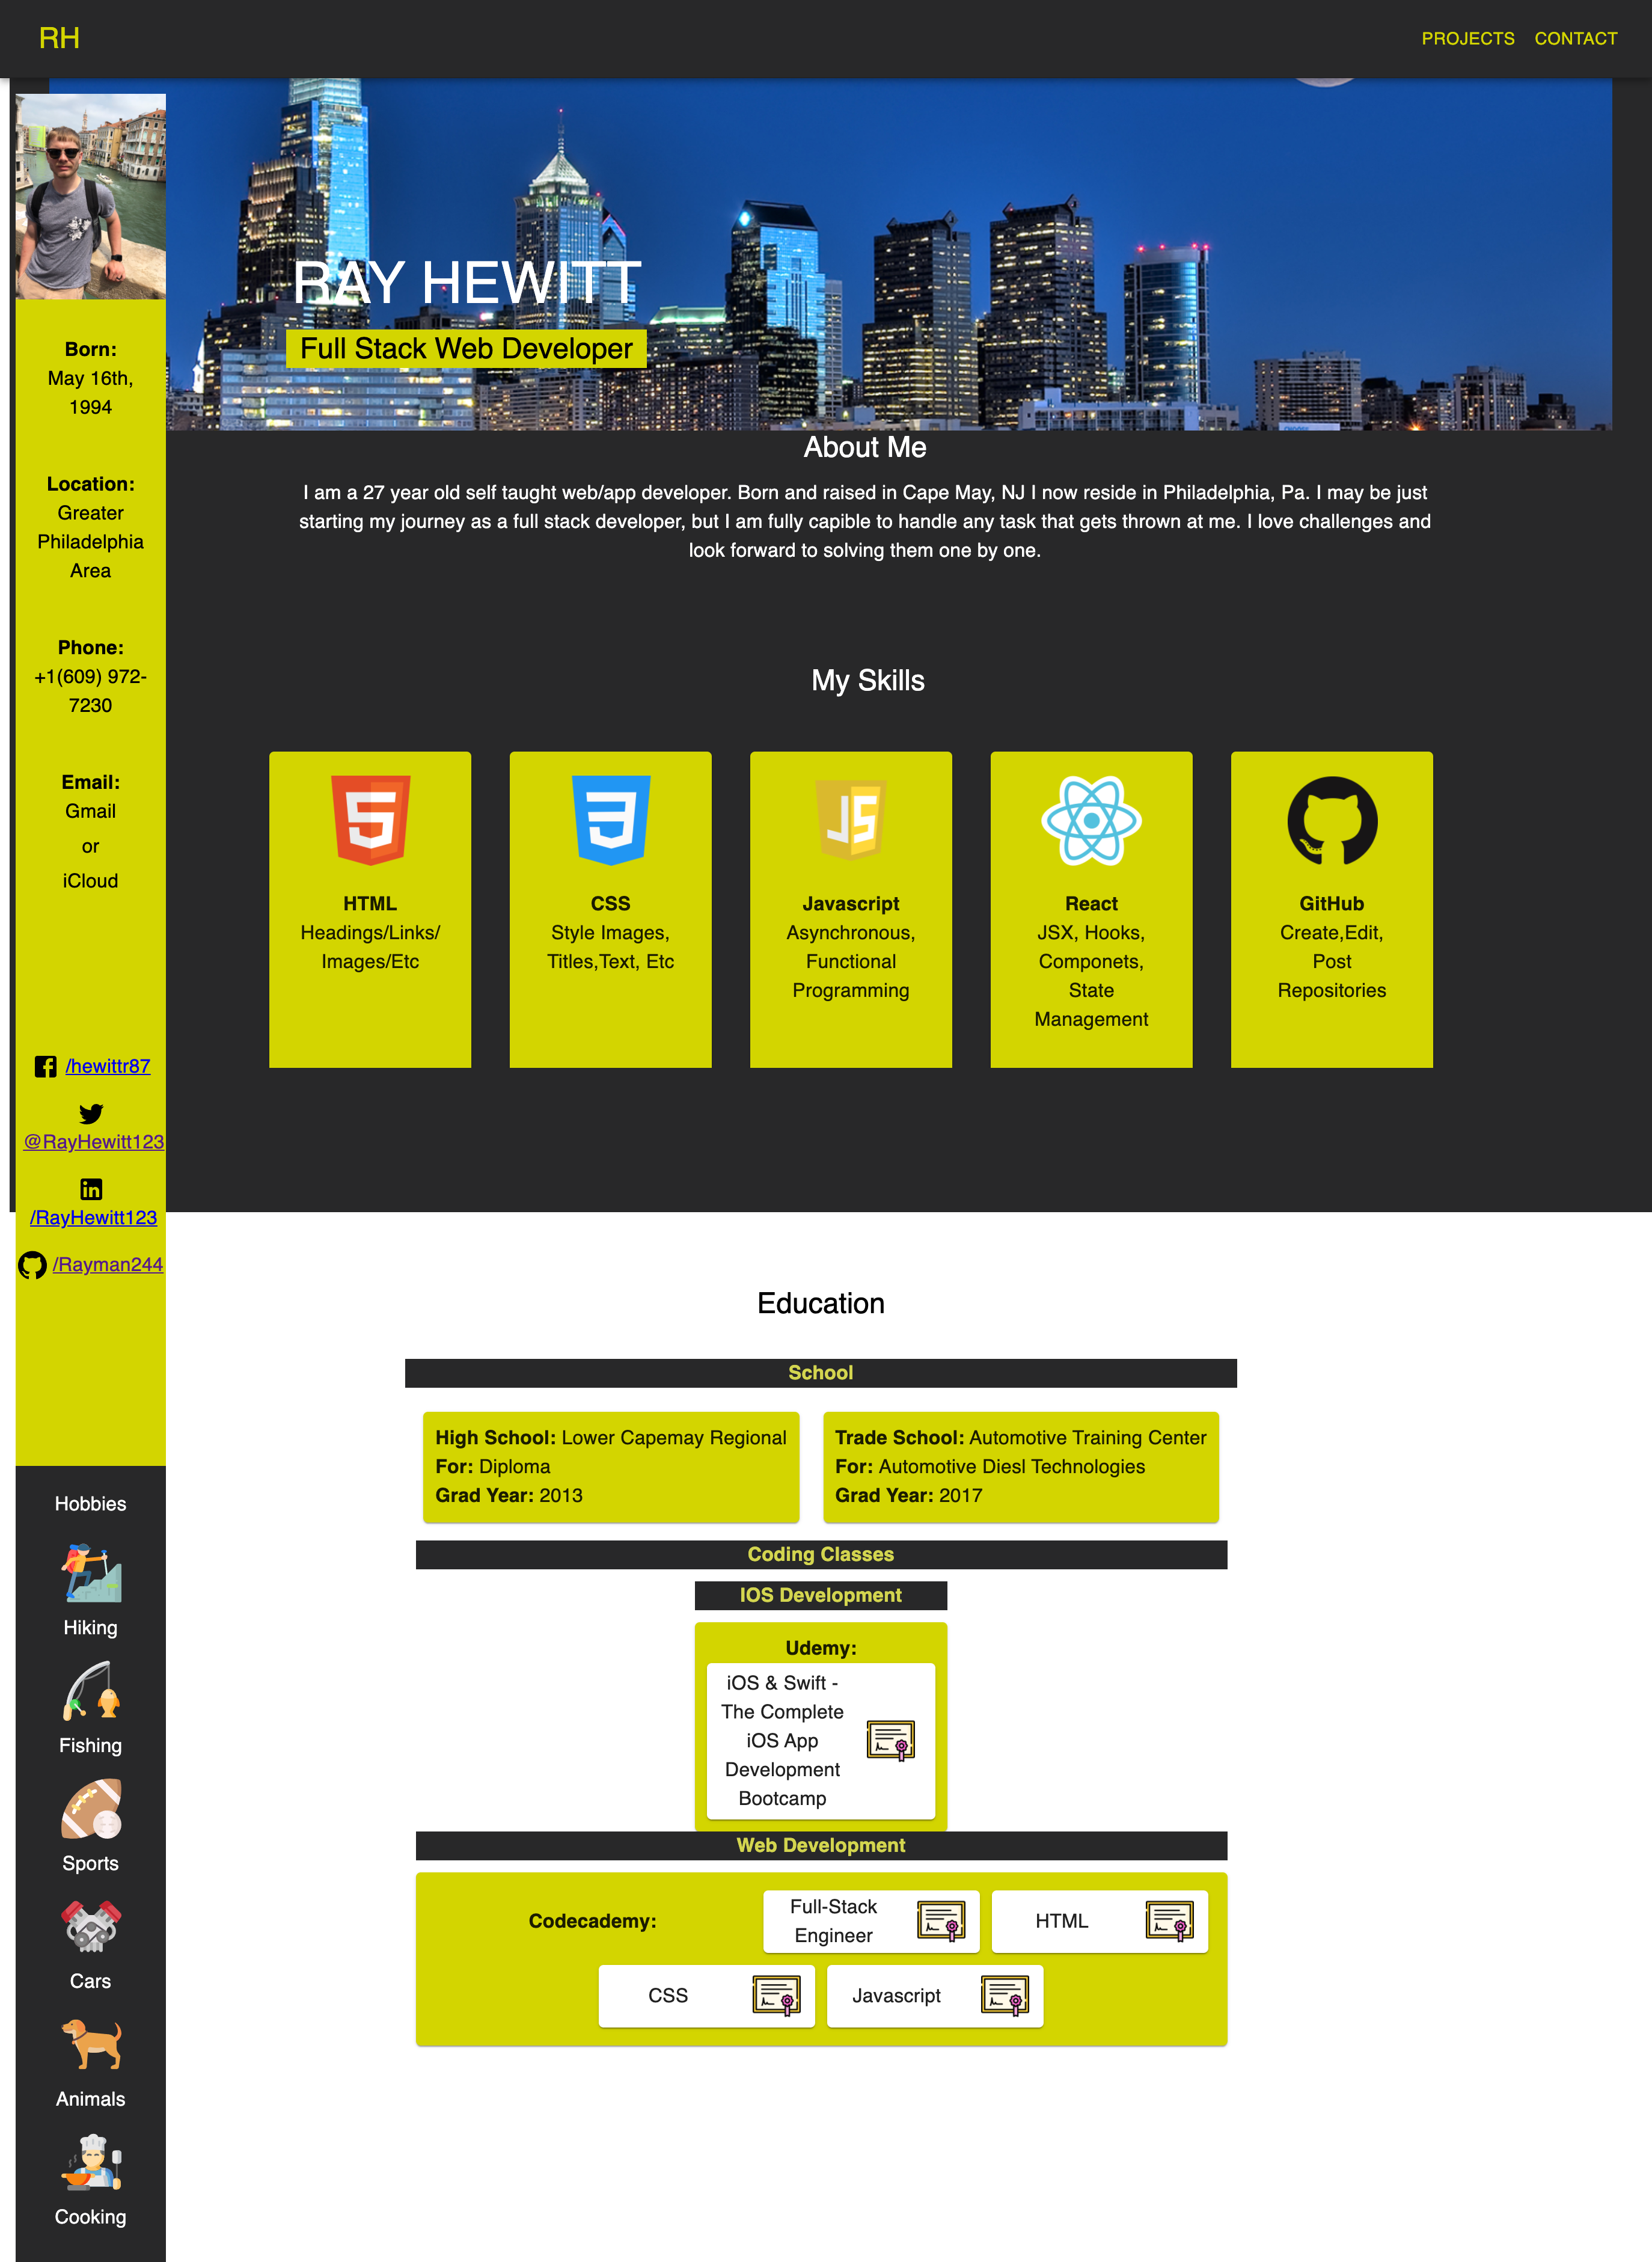 RH
PROJECTS CONTACT
RAY HEWITT
Full Stack Web Developer
Born:
May 16th,
1994
Location:
Greater
Philadelphia
Area
Phone:
+1(609) 972-
7230
Email:
Gmail
or
iCloud
/hewittr87
@RayHewitt123
/RayHewitt123
/Rayman244
Hobbies
Hiking
Fishing
Sports
Cars
Animals
Cooking
About Me
I am a 27 year old self taught web/app developer. Born and raised in Cape May, NJ I now reside in Philadelphia, Pa. I may be just
starting my journey as a full stack developer, but I am fully capible to handle any task that gets thrown at me. I love challenges and
look forward to solving them one by one.
My Skills
HTML
Headings/Links/
Images/Etc
CSS
Style Images,
Titles,Text, Etc
JS
Javascript
Asynchronous,
Functional
Programming
React
JSX, Hooks,
Componets,
State
Management
GitHub
Create,Edit,
Post
Repositories
Education
School
High School: Lower Capemay Regional
For: Diploma
Grad Year: 2013
Trade School: Automotive Training Center
For: Automotive Diesl Technologies
Grad Year: 2017
Coding Classes
IOS Development
Udemy:
iOS & Swift -
The Complete
iOS App
Development
Bootcamp
Web Development
Codecademy:
Full-Stack
Engineer
HTML
CSS
Javascript